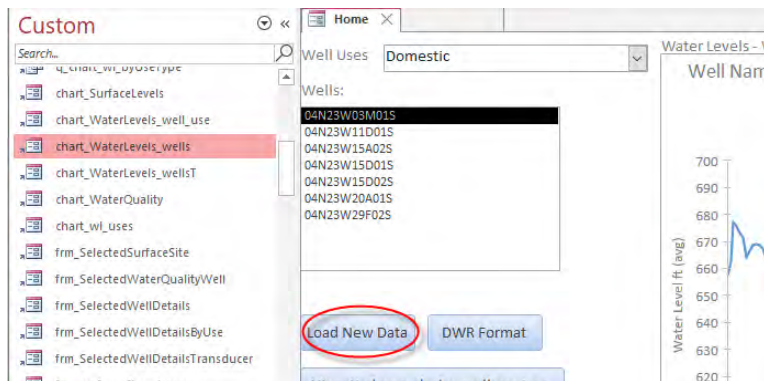 Custom
Search...
q_chart_wl_byUseType
chart_SurfaceLevels
chart_WaterLevels_well_use
chart_WaterLevels_wells
chart_WaterLevels_wellsT
chart_WaterQuality
chart_wl_uses
frm_SelectedSurfaceSite
frm_SelectedWaterQualityWell
frm_SelectedWellDetails
frm_SelectedWellDetailsByUse
frm_SelectedWellDetailsTransducer
Home
Well Uses Domestic
Wells:
04N23W03M01S
04N23W11D01S
04N23W15A02S
04N23W15D01S
04N23W15D02S
04N23W20A01S
04N23W29F02S
Load New Data
DWR Format
Water Levels -
Well Nam
Water Level ft (avg)
700
690
680
670
660
650
640
630
620